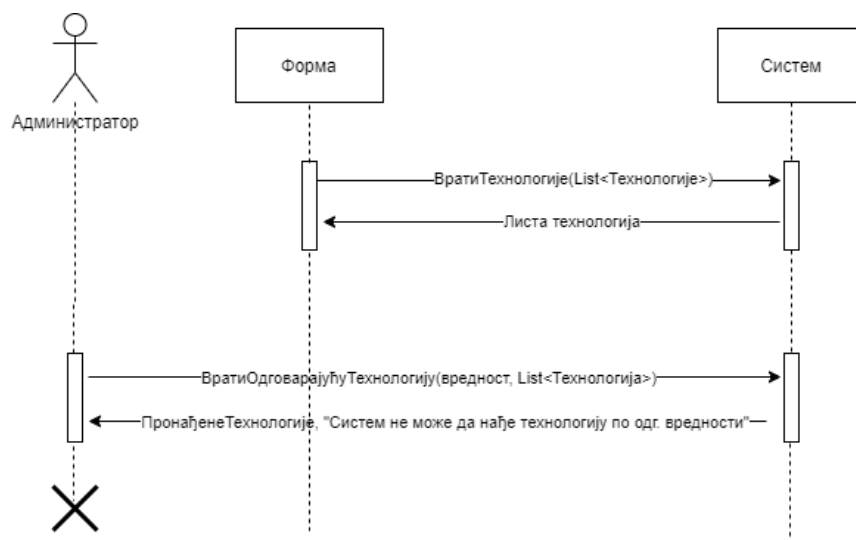 Форма
Систем
Администратор
ВратиТехнологије(List<Технологије>)
Листа технологија
ВратиОдговарајућуТехнологију(вредност, List<Технологија>)
ПронађенеТехнологије, "Систем не може да нађе технологију по одг. вредности"